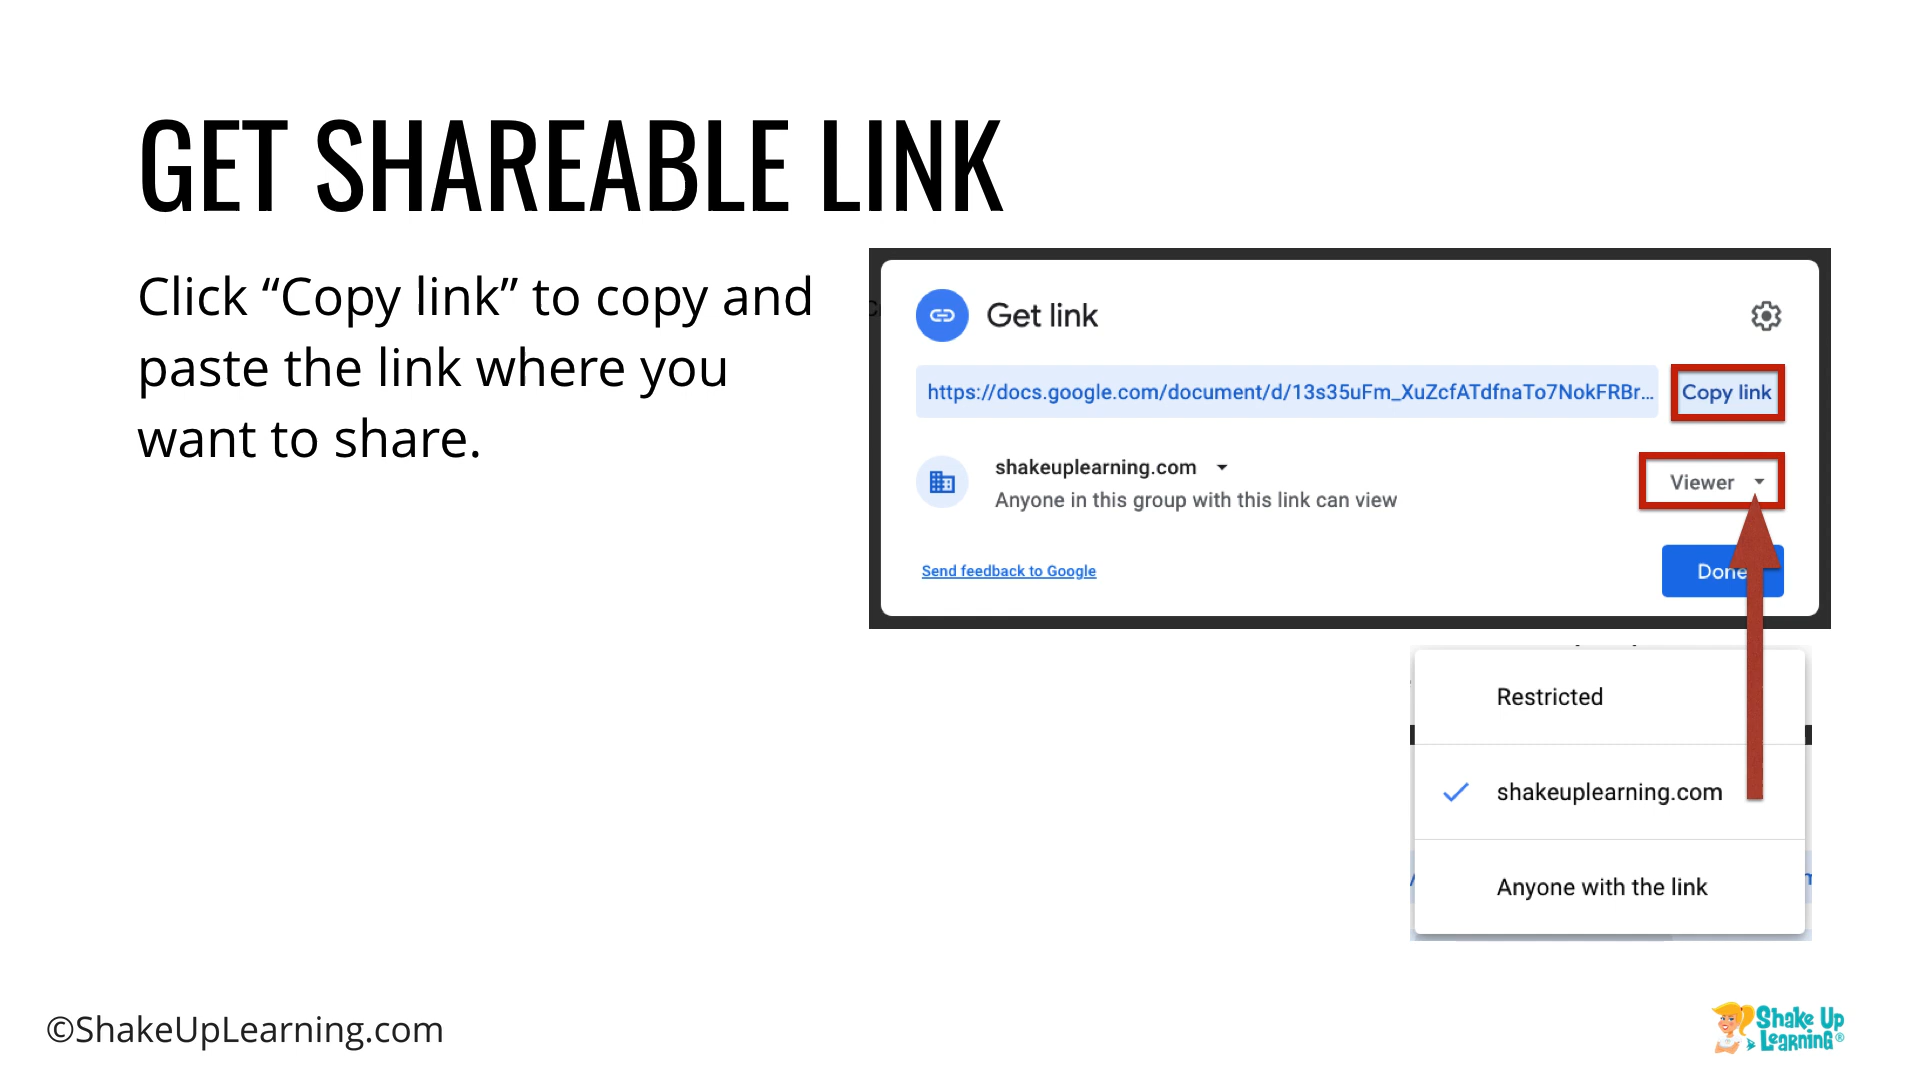 GET SHAREABLE LINK
Click “Copy link” to copy and
paste the link where you
want to share.
Get link
https://docs.google.com/document/d/13s35uFm_XuZcfATdfnaTo7NokFRBr...
Copy link
shakeuplearning.com
Viewer
Anyone in this group with this link can view
Send feedback to Google
Done
Restricted
shakeuplearning.com
Anyone with the link
©ShakeUpLearning.com
Shake Up
Learning®